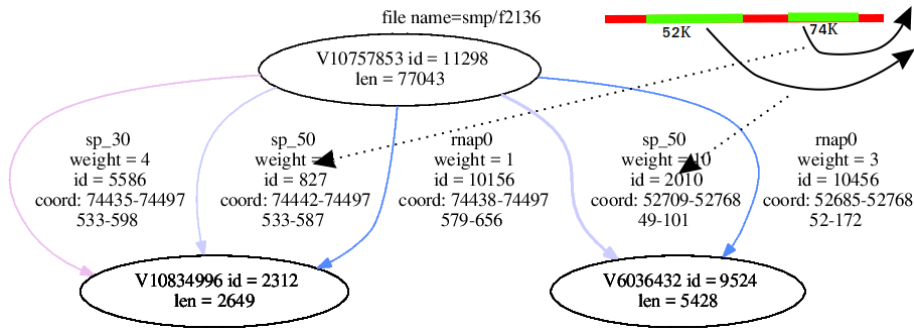 file name=smp/f2136
52K
74K
V10757853 id = 11298
len = 77043
sp_30
weight = 4
id = 5586
coord: 74435-74497
533-598
sp_50
weight =
id = 827
coord: 74442-74497
533-587
rnap0
weight = 1
id = 10156
coord: 74438-74497
579-656
sp_50
weight = 10
id = 2010
coord: 52709-52768
49-101
rnap0
weight = 3
id = 10456
coord: 52685-52768
52-172
V10834996 id = 2312
len = 2649
V6036432 id = 9524
len = 5428